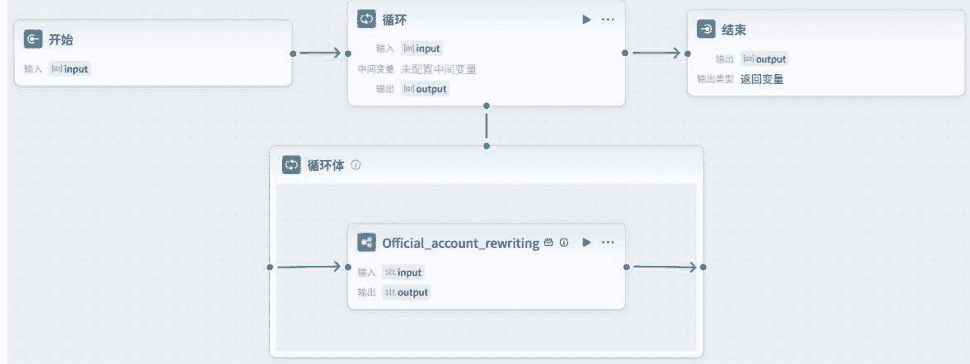 开始
输入 input
循环
输入 input
中间变量 未配置中间变量
输出 output
结束
输出 output
输出类型 返回变量
循环体
Official_account_rewriting
输入 str. input
输出 str. output